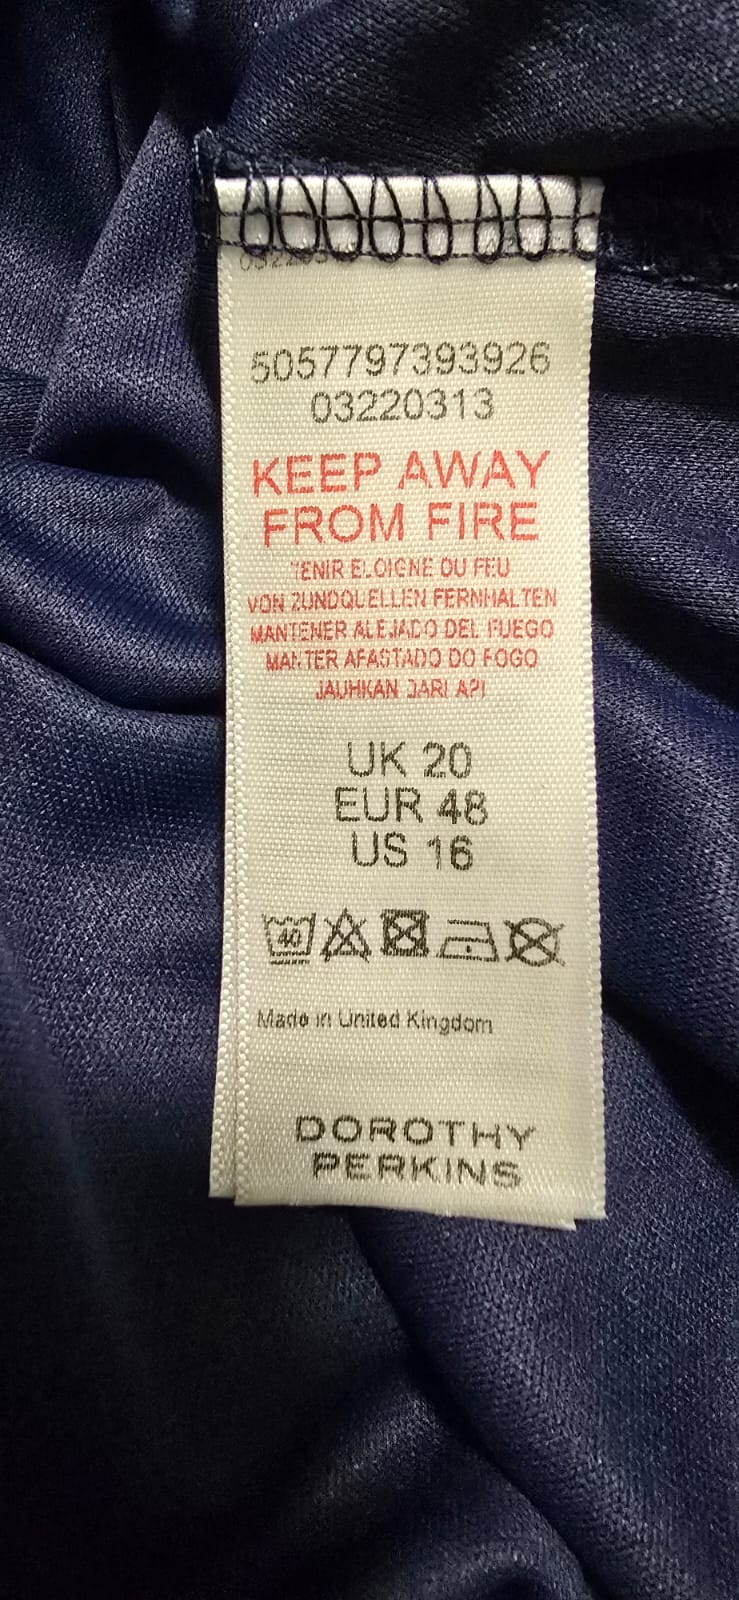 5057797393926
03220313
KEEP AWAY
FROM FIRE
TENIR ELOIGNE DU FEU
VON ZUNDQUELLEN FERNHALTEN
MANTENER ALEJADO DEL FUEGO
MANTER AFASTADO DO FOGO
JAUHKAN DARI API
UK 20
EUR 48
US 16
40
Made in United Kingdom
DOROTHY
PERKINS